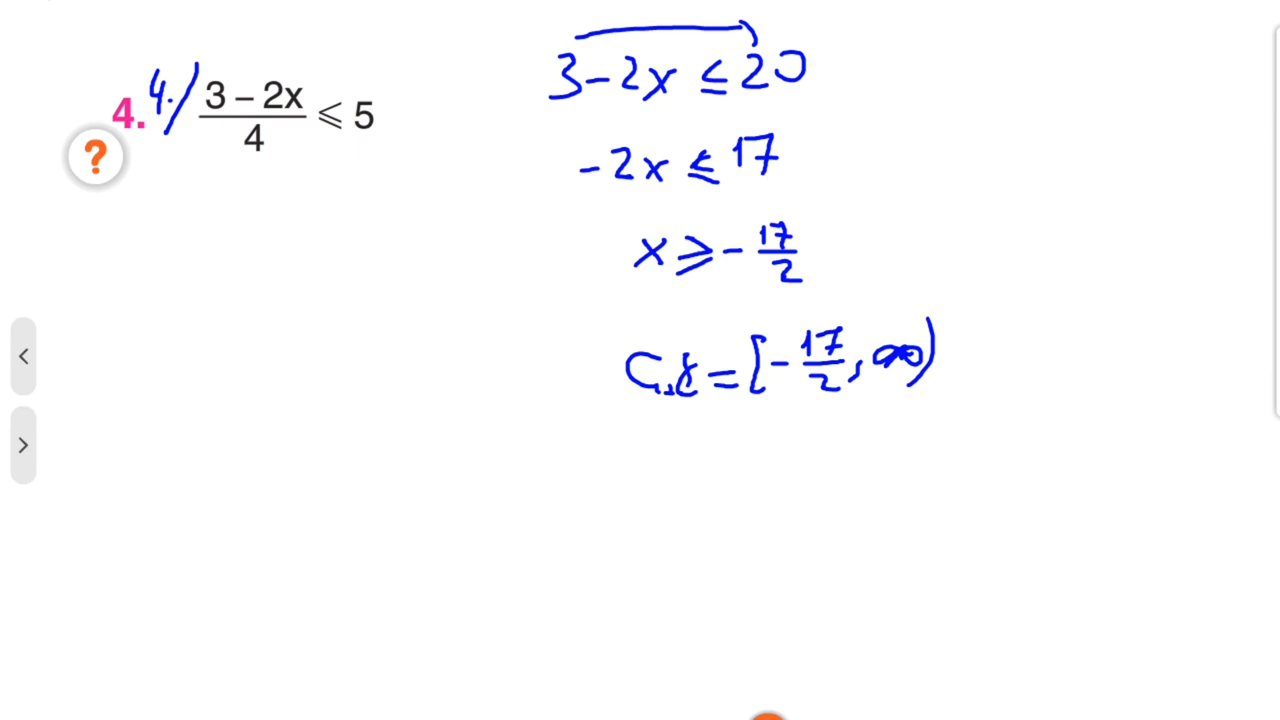 4. 4./ (3 – 2x)/4 ⩽ 5
?
3 - 2x ≤ 20
- 2x ≤ 17
x ≥ - 17/2
Ç.K = [- 17/2, ∞)